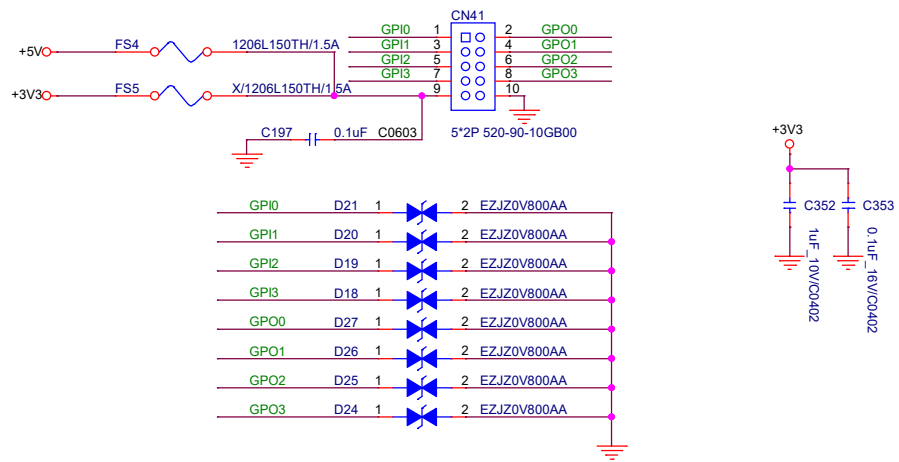 CN41
GPI0 1 2 GPO0
GPI1 3 4 GPO1
GPI2 5 6 GPO2
GPI3 7 8 GPO3
9 10
+5V FS4 1206L150TH/1.5A
+3V3 FS5 X/1206L150TH/1.5A
C197 0.1uF C0603
5*2P 520-90-10GB00
GPI0 D21 1 2 EZJZ0V800AA
GPI1 D20 1 2 EZJZ0V800AA
GPI2 D19 1 2 EZJZ0V800AA
GPI3 D18 1 2 EZJZ0V800AA
GPO0 D27 1 2 EZJZ0V800AA
GPO1 D26 1 2 EZJZ0V800AA
GPO2 D25 1 2 EZJZ0V800AA
GPO3 D24 1 2 EZJZ0V800AA
+3V3
C352
1uF_10V/C0402
C353
0.1uF_16V/C0402